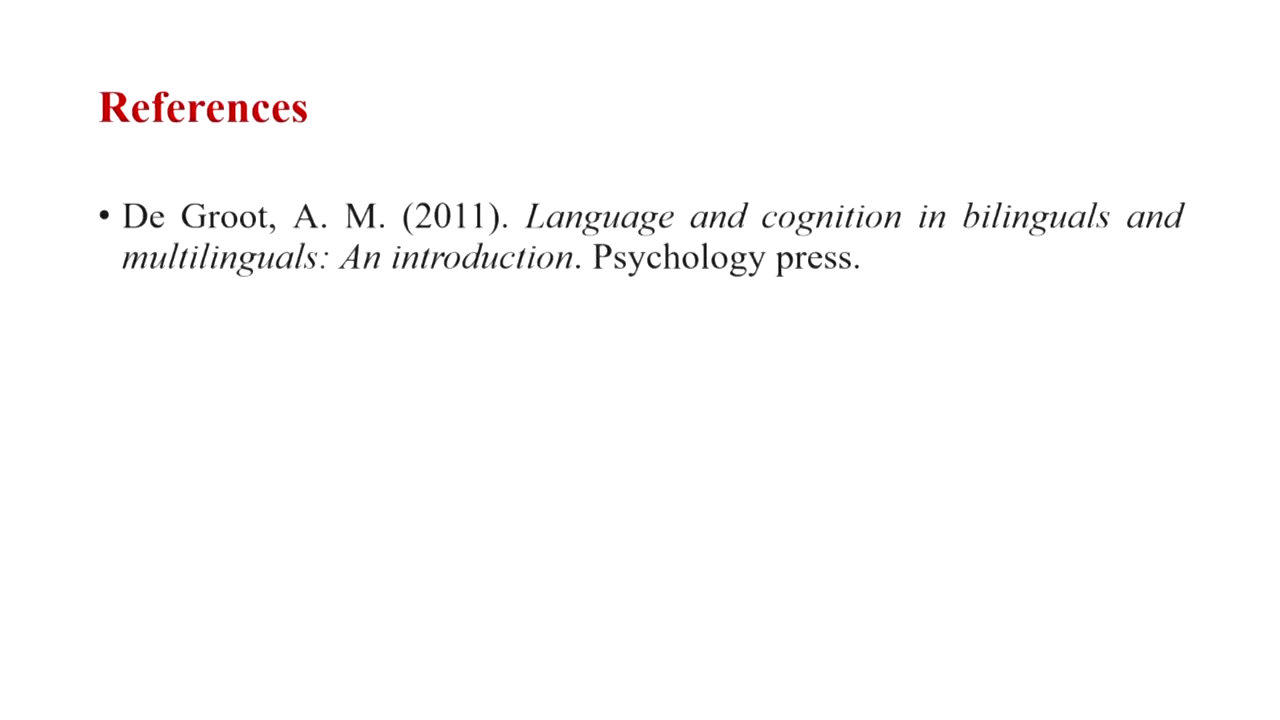 References
• De Groot, A. M. (2011). Language and cognition in bilinguals and
multilinguals: An introduction. Psychology press.